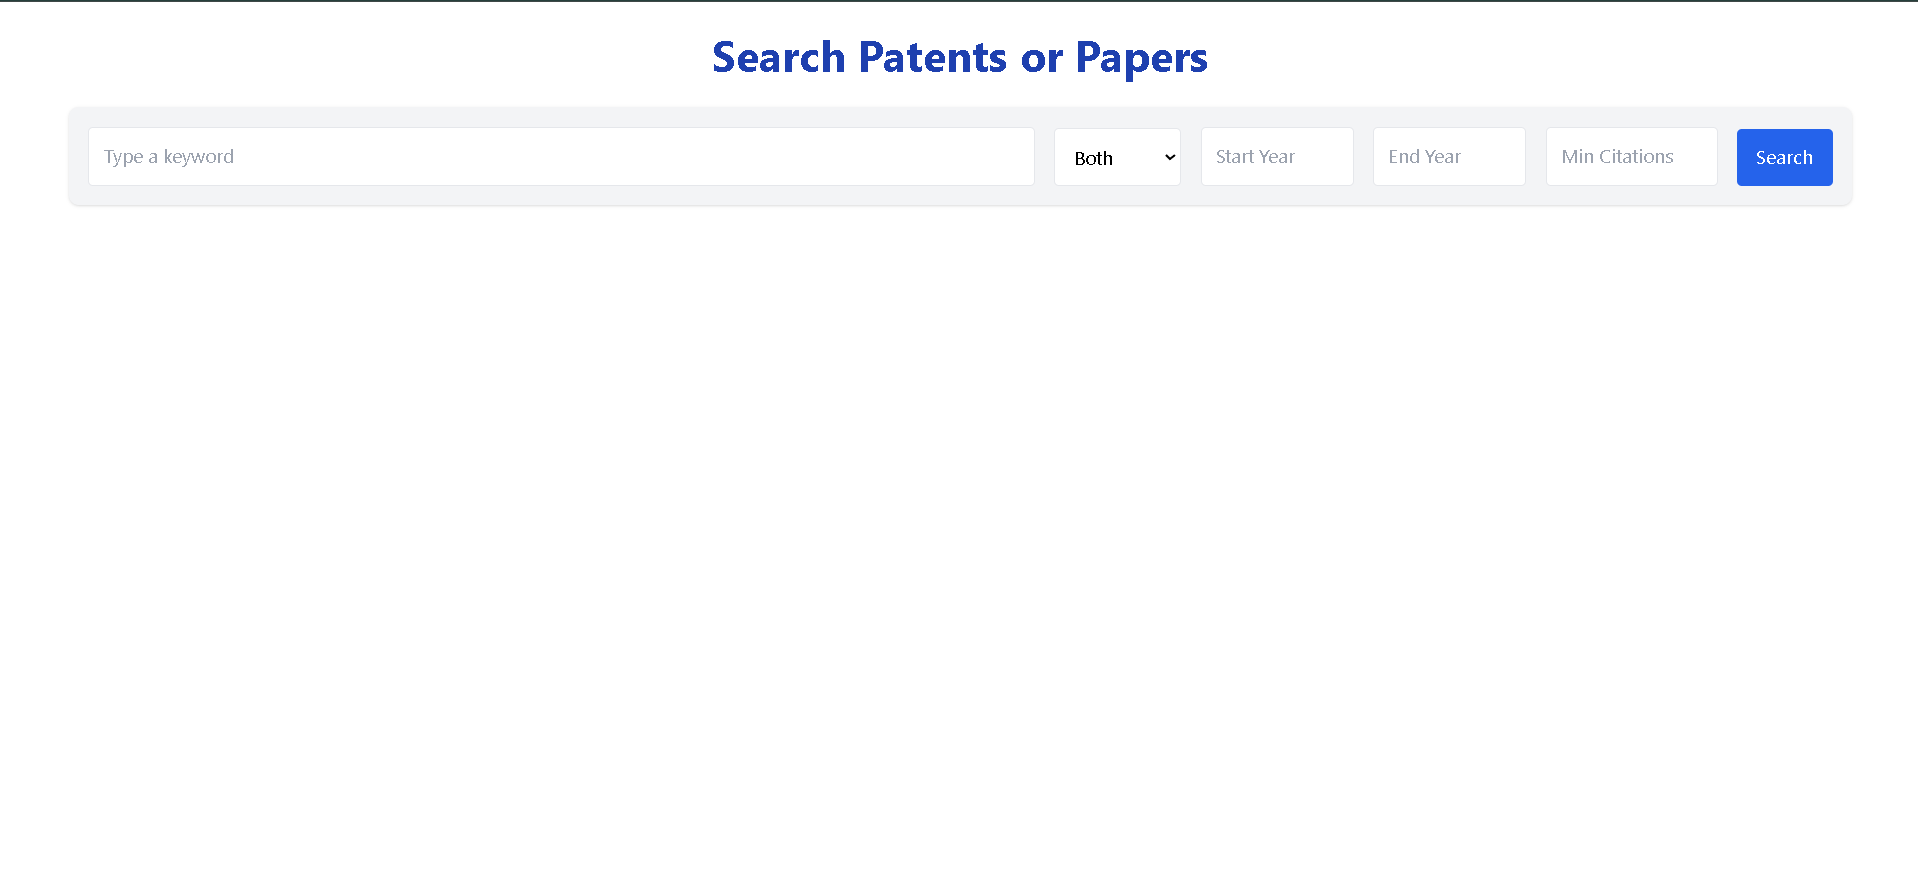 Search Patents or Papers
Type a keyword Both Start Year End Year Min Citations Search